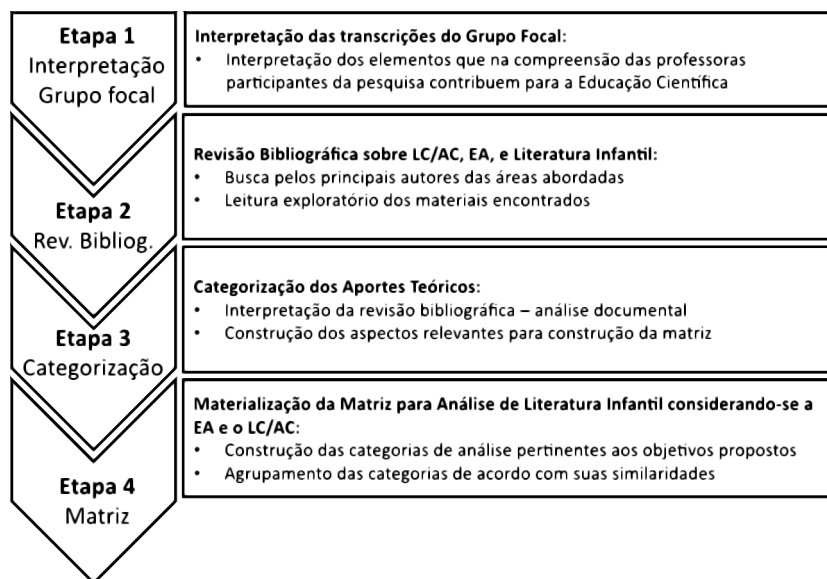 Etapa 1
Interpretação
Grupo focal
Interpretação das transcrições do Grupo Focal:
• Interpretação dos elementos que na compreensão das professoras
participantes da pesquisa contribuem para a Educação Científica
Etapa 2
Rev. Bibliog.
Revisão Bibliográfica sobre LC/AC, EA, e Literatura Infantil:
• Busca pelos principais autores das áreas abordadas
• Leitura exploratório dos materiais encontrados
Etapa 3
Categorização
Categorização dos Aportes Teóricos:
• Interpretação da revisão bibliográfica – análise documental
• Construção dos aspectos relevantes para construção da matriz
Etapa 4
Matriz
Materialização da Matriz para Análise de Literatura Infantil considerando-se a
EA e o LC/AC:
• Construção das categorias de análise pertinentes aos objetivos propostos
• Agrupamento das categorias de acordo com suas similaridades